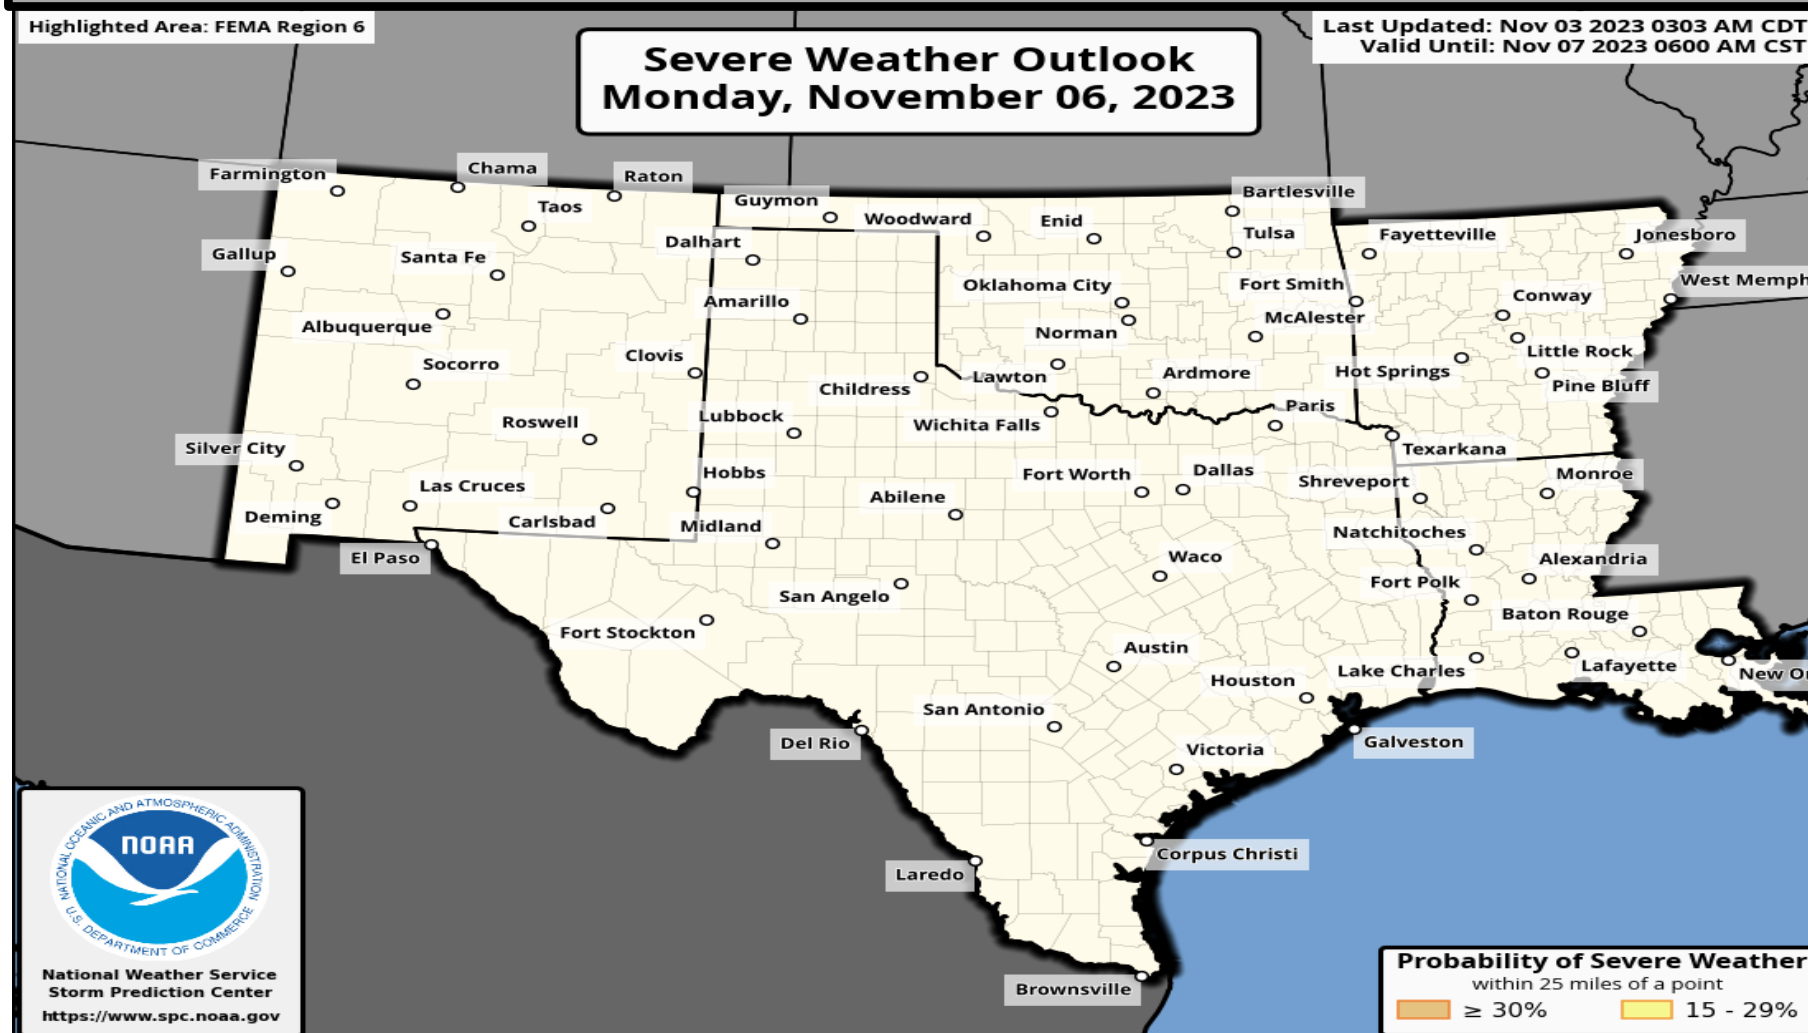 Highlighted Area: FEMA Region 6
Severe Weather Outlook
Monday, November 06, 2023
Last Updated: Nov 03 2023 0303 AM CDT
Valid Until: Nov 07 2023 0600 AM CST
Farmington
Chama
Raton
Taos
Guymon
Woodward
Enid
Bartlesville
Gallup
Santa Fe
Dalhart
Tulsa
Fayetteville
Jonesboro
Albuquerque
Amarillo
Oklahoma City
Fort Smith
Conway
West Memph
Norman
McAlester
Socorro
Clovis
Little Rock
Childress
Lawton
Ardmore
Hot Springs
Pine Bluff
Roswell
Lubbock
Wichita Falls
Paris
Silver City
Texarkana
Las Cruces
Hobbs
Abilene
Fort Worth
Dallas
Shreveport
Monroe
Deming
Carlsbad
Midland
Natchitoches
El Paso
Waco
Alexandria
San Angelo
Fort Polk
Fort Stockton
Austin
Baton Rouge
Houston
Lake Charles
Lafayette
New Or
San Antonio
Del Rio
Victoria
Galveston
Laredo
Corpus Christi
Brownsville
NATIONAL OCEANIC AND ATMOSPHERIC ADMINISTRATION
NOAA
U.S. DEPARTMENT OF COMMERCE
National Weather Service
Storm Prediction Center
https://www.spc.noaa.gov
Probability of Severe Weather
within 25 miles of a point
≥ 30%
15 - 29%